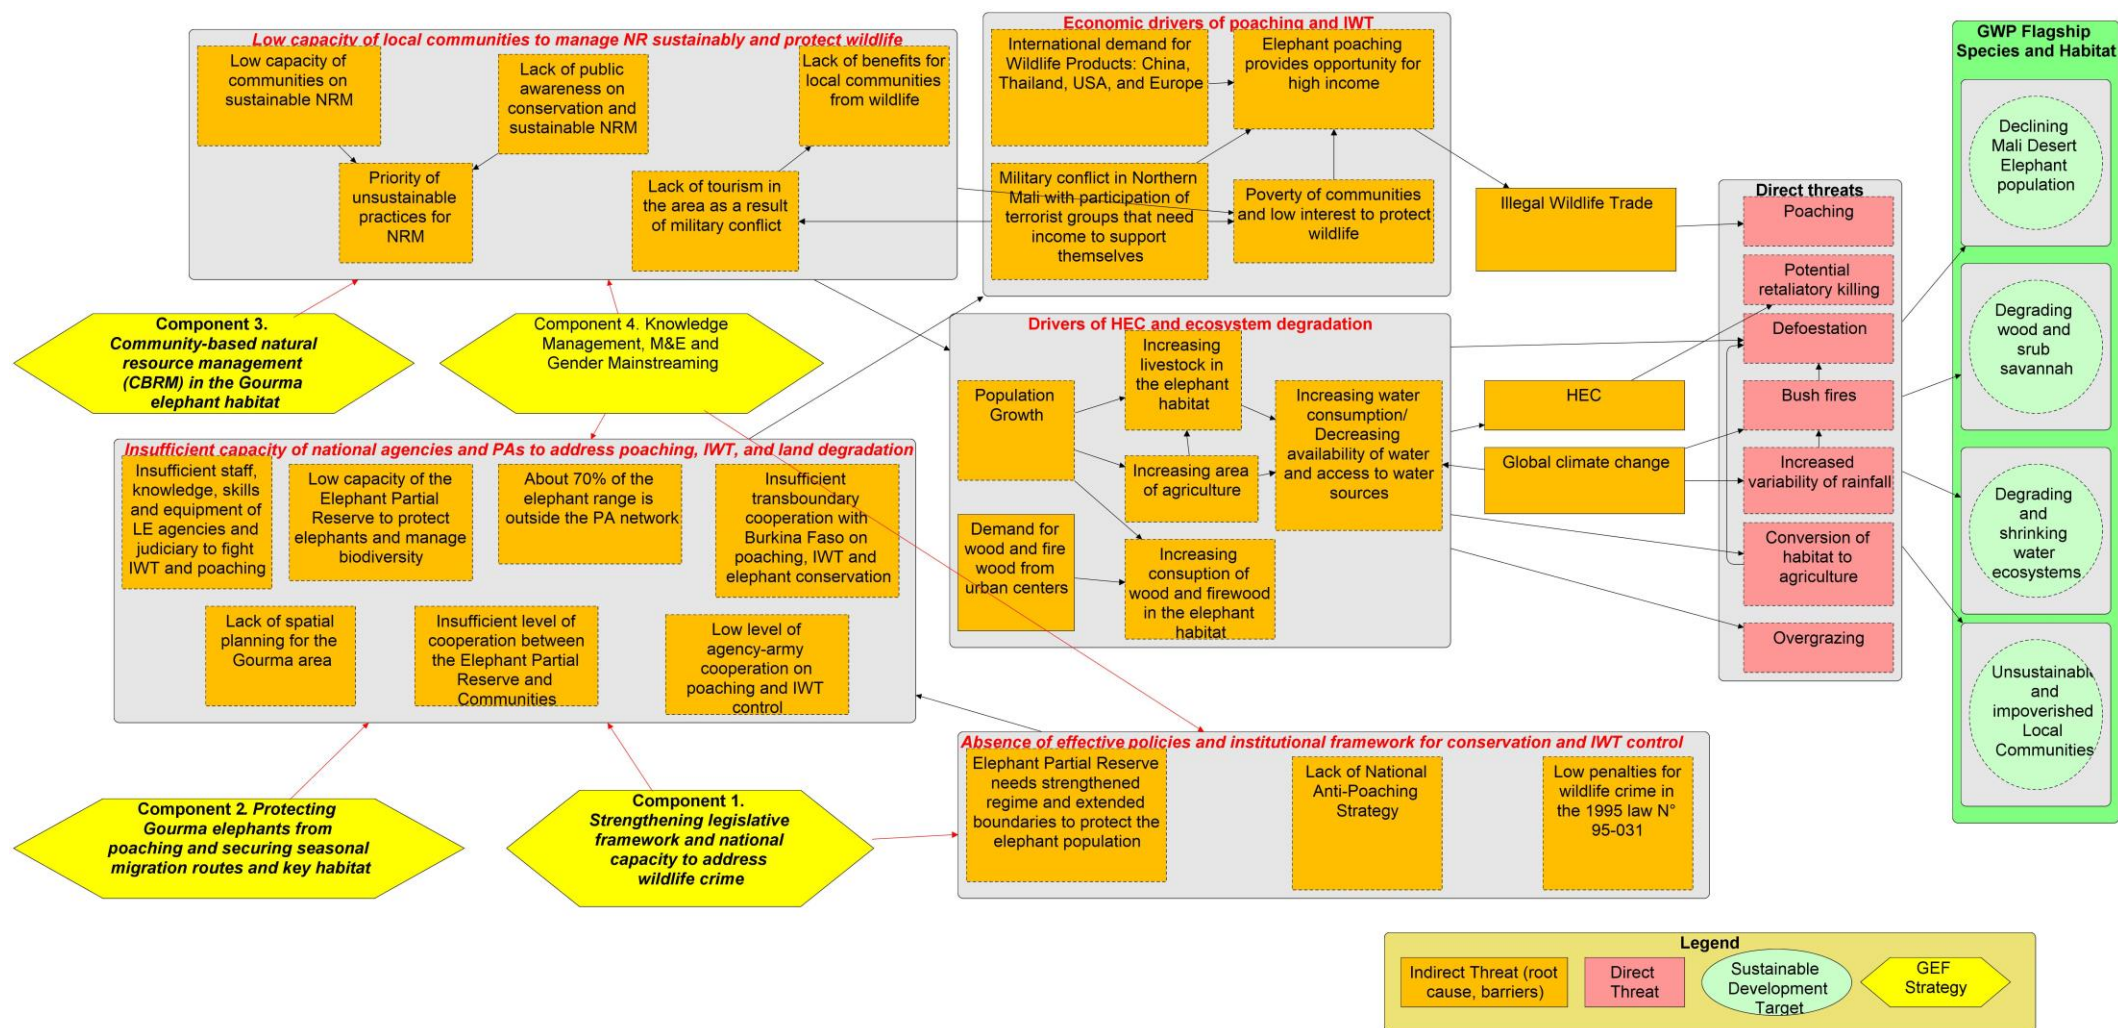 Low capacity of local communities to manage NR sustainably and protect wildlife
Low capacity of
communities on
sustainable NRM
Lack of public
awareness on
conservation and
sustainable NRM
Lack of benefits for
local communities
from wildlife
Priority of
unsustainable
practices for
NRM
Lack of tourism in
the area as a result
of military conflict
Economic drivers of poaching and IWT
International demand for
Wildlife Products: China,
Thailand, USA, and Europe
Elephant poaching
provides opportunity for
high income
Military conflict in Northern
Mali with participation of
terrorist groups that need
income to support
themselves
Poverty of communities
and low interest to protect
wildlife
Illegal Wildlife Trade
Direct threats
Poaching
Potential
retaliatory killing
Defoestation
Bush fires
Increased
variability of rainfall
Conversion of
habitat to
agriculture
Overgrazing
GWP Flagship
Species and Habitat
Declining
Mali Desert
Elephant
population
Degrading
wood and
srub
savannah
Degrading
and
shrinking
water
ecosystems
Unsustainable
and
impoverished
Local
Communities
Component 3.
Community-based natural
resource management
(CBRM) in the Gourma
elephant habitat
Component 4. Knowledge
Management, M&E and
Gender Mainstreaming
Drivers of HEC and ecosystem degradation
Population
Growth
Increasing
livestock in
the elephant
habitat
Increasing area
of agriculture
Increasing water
consumption/
Decreasing
availability of water
and access to water
sources
Demand for
wood and fire
wood from
urban centers
Increasing
consuption of
wood and firewood
in the elephant
habitat
HEC
Global climate change
Insufficient capacity of national agencies and PAs to address poaching, IWT, and land degradation
Insufficient staff,
knowledge, skills
and equipment of
LE agencies and
judiciary to fight
IWT and poaching
Low capacity of the
Elephant Partial
Reserve to protect
elephants and manage
biodiversity
About 70% of the
elephant range is
outside the PA network
Insufficient
transboundary
cooperation with
Burkina Faso on
poaching, IWT and
elephant conservation
Lack of spatial
planning for the
Gourma area
Insufficient level of
cooperation between
the Elephant Partial
Reserve and
Communities
Low level of
agency-army
cooperation on
poaching and IWT
control
Absence of effective policies and institutional framework for conservation and IWT control
Elephant Partial Reserve
needs strengthened
regime and extended
boundaries to protect the
elephant population
Lack of National
Anti-Poaching
Strategy
Low penalties for
wildlife crime in
the 1995 law N°
95-031
Component 2. Protecting
Gourma elephants from
poaching and securing seasonal
migration routes and key habitat
Component 1.
Strengthening legislative
framework and national
capacity to address
wildlife crime
Legend
Indirect Threat (root
cause, barriers)
Direct
Threat
Sustainable
Development
Target
GEF
Strategy